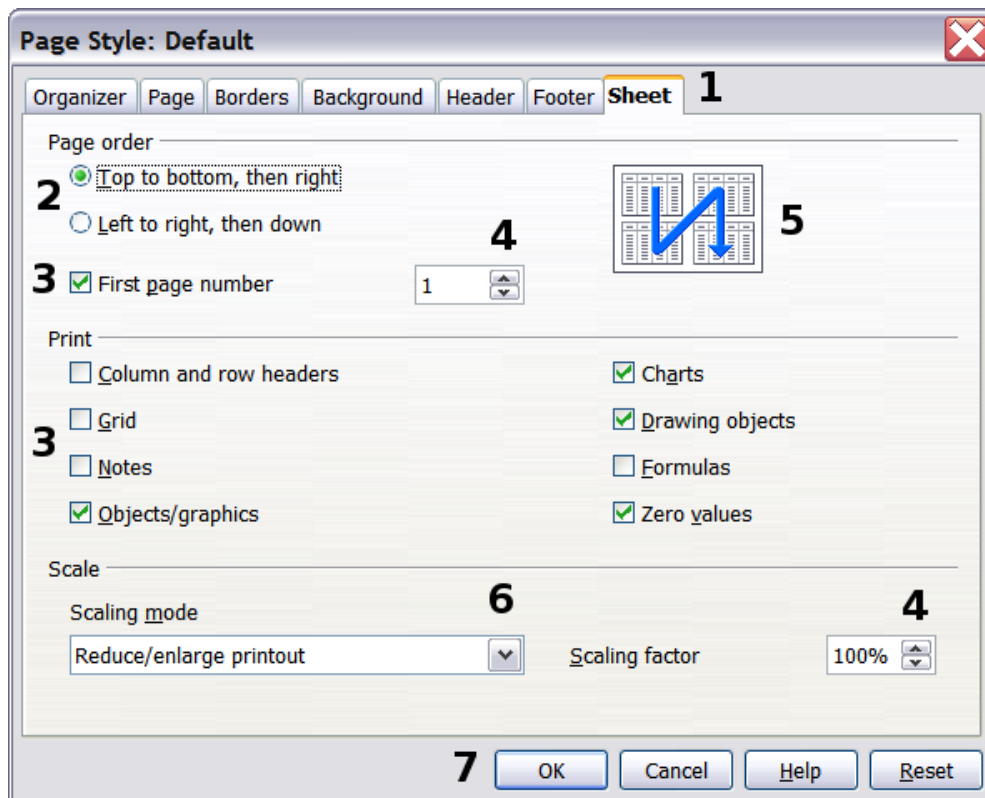 Page Style: Default
Organizer Page Borders Background Header Footer Sheet 1
Page order
2 Top to bottom, then right
Left to right, then down
4
5
3 First page number 1
Print
Column and row headers Charts
Grid Drawing objects
3
Notes Formulas
Objects/graphics Zero values
Scale
Scaling mode 6 4
Reduce/enlarge printout Scaling factor 100%
7 OK Cancel Help Reset